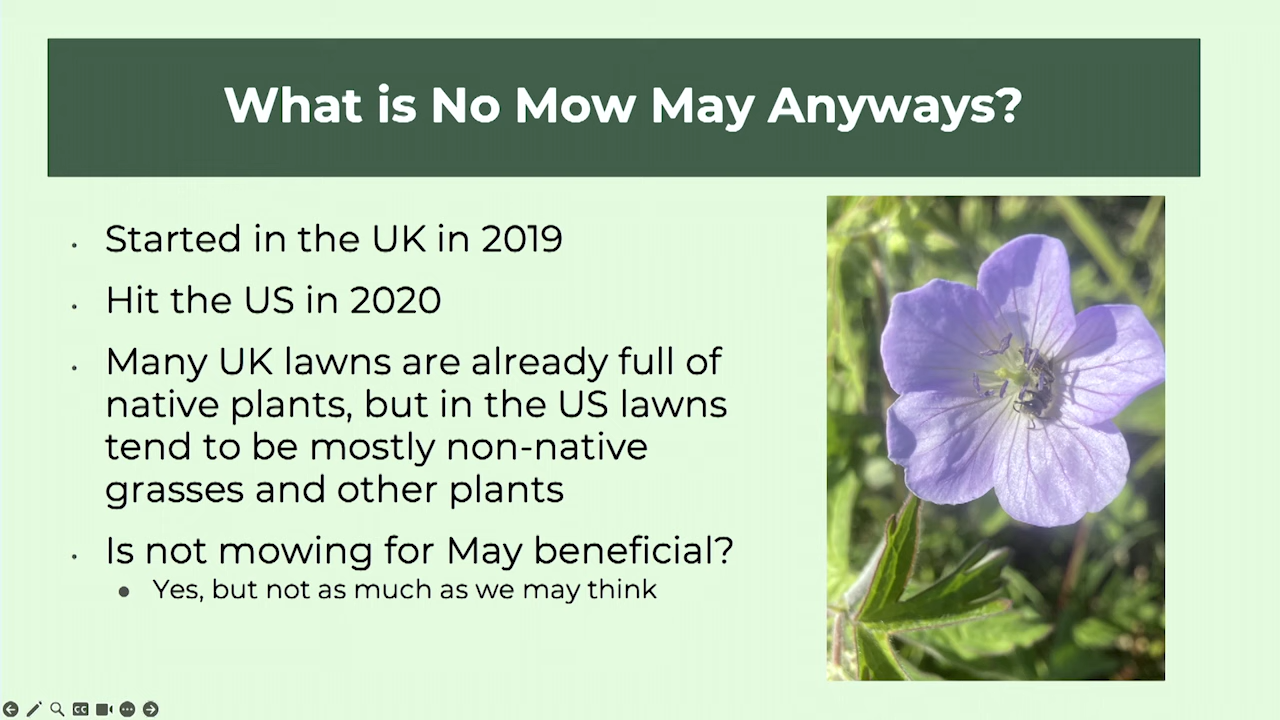 What is No Mow May Anyways?
Started in the UK in 2019
Hit the US in 2020
Many UK lawns are already full of
native plants, but in the US lawns
tend to be mostly non-native
grasses and other plants
Is not mowing for May beneficial?
Yes, but not as much as we may think
CC